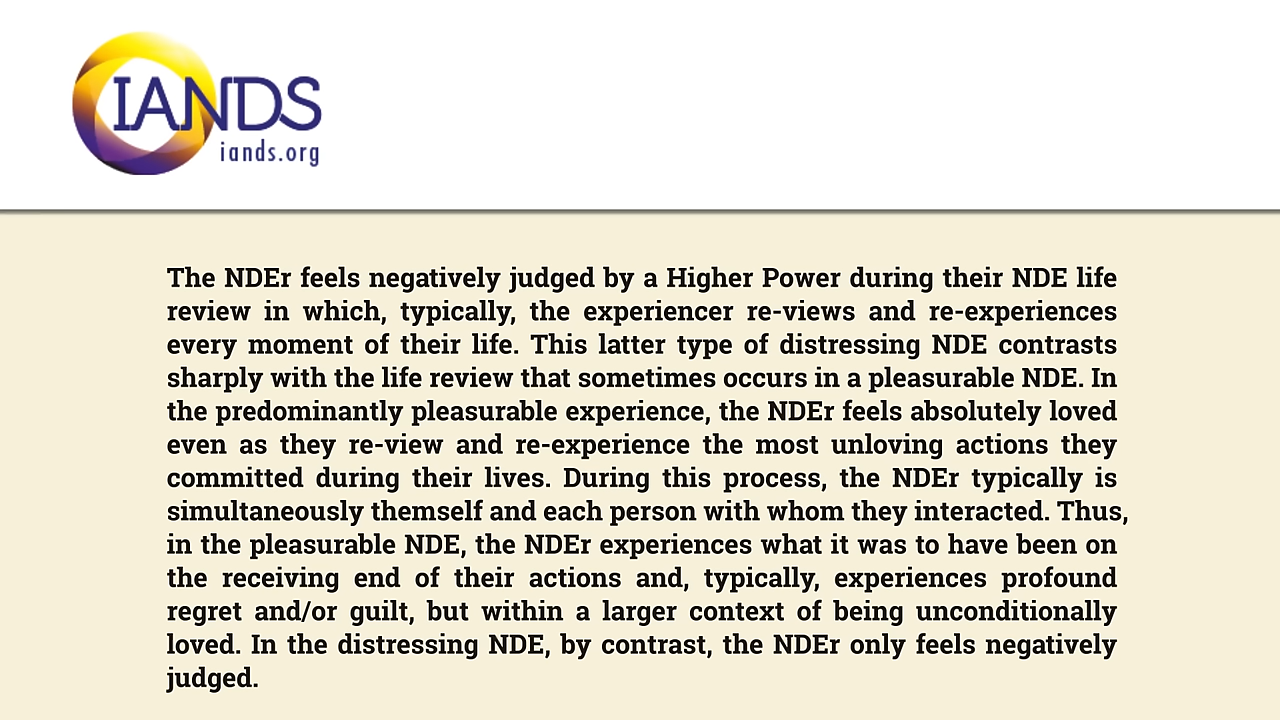 IANDS
iands.org
The NDEr feels negatively judged by a Higher Power during their NDE life
review in which, typically, the experiencer re-views and re-experiences
every moment of their life. This latter type of distressing NDE contrasts
sharply with the life review that sometimes occurs in a pleasurable NDE. In
the predominantly pleasurable experience, the NDEr feels absolutely loved
even as they re-view and re-experience the most unloving actions they
committed during their lives. During this process, the NDEr typically is
simultaneously themself and each person with whom they interacted. Thus,
in the pleasurable NDE, the NDEr experiences what it was to have been on
the receiving end of their actions and, typically, experiences profound
regret and/or guilt, but within a larger context of being unconditionally
loved. In the distressing NDE, by contrast, the NDEr only feels negatively
judged.